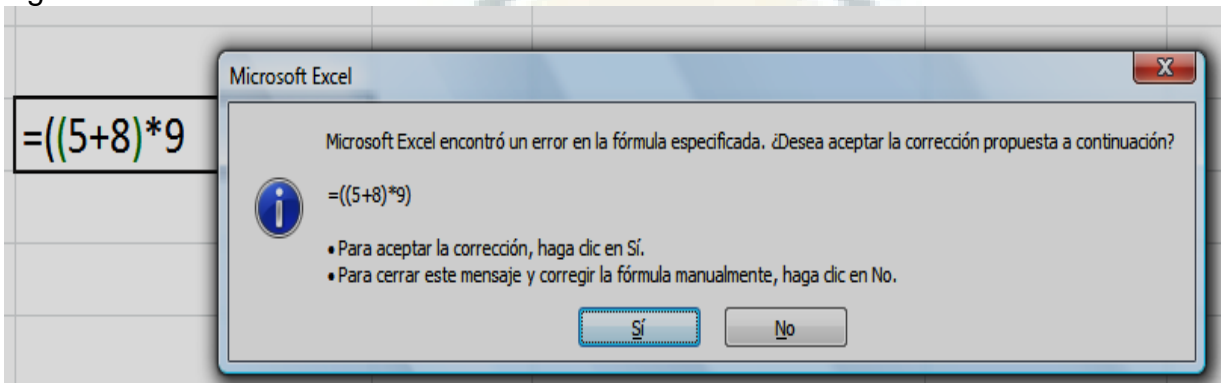 Microsoft Excel
=((5+8)*9
Microsoft Excel encontró un error en la fórmula especificada. ¿Desea aceptar la corrección propuesta a continuación?
=((5+8)*9)
• Para aceptar la corrección, haga clic en Sí.
• Para cerrar este mensaje y corregir la fórmula manualmente, haga clic en No.
Sí No